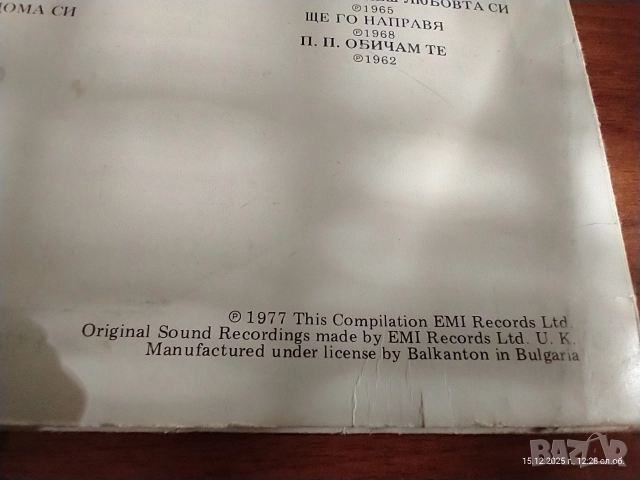 ДОМА СИ
ЛЮБОВТА СИ
℗1965
ЩЕ ГО НАПРАВЯ
℗1968
П. П. ОБИЧАМ ТЕ
℗1962
℗ 1977 This Compilation EMI Records Ltd.
Original Sound Recordings made by EMI Records Ltd. U. K.
Manufactured under license by Balkanton in Bulgaria
BAZAR
15.12.2025 г., 12:28 сл.об.